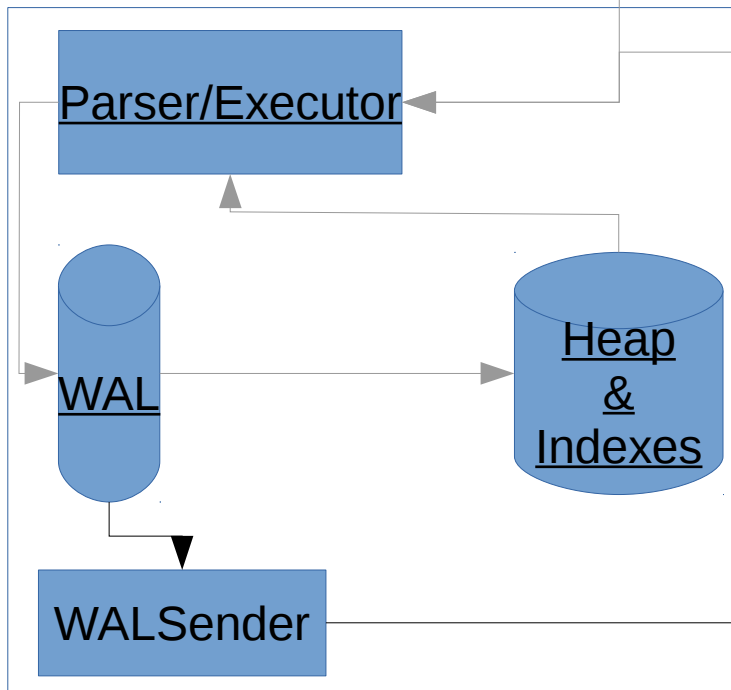 Parser/Executor
WAL
Heap
&
Indexes
WALSender